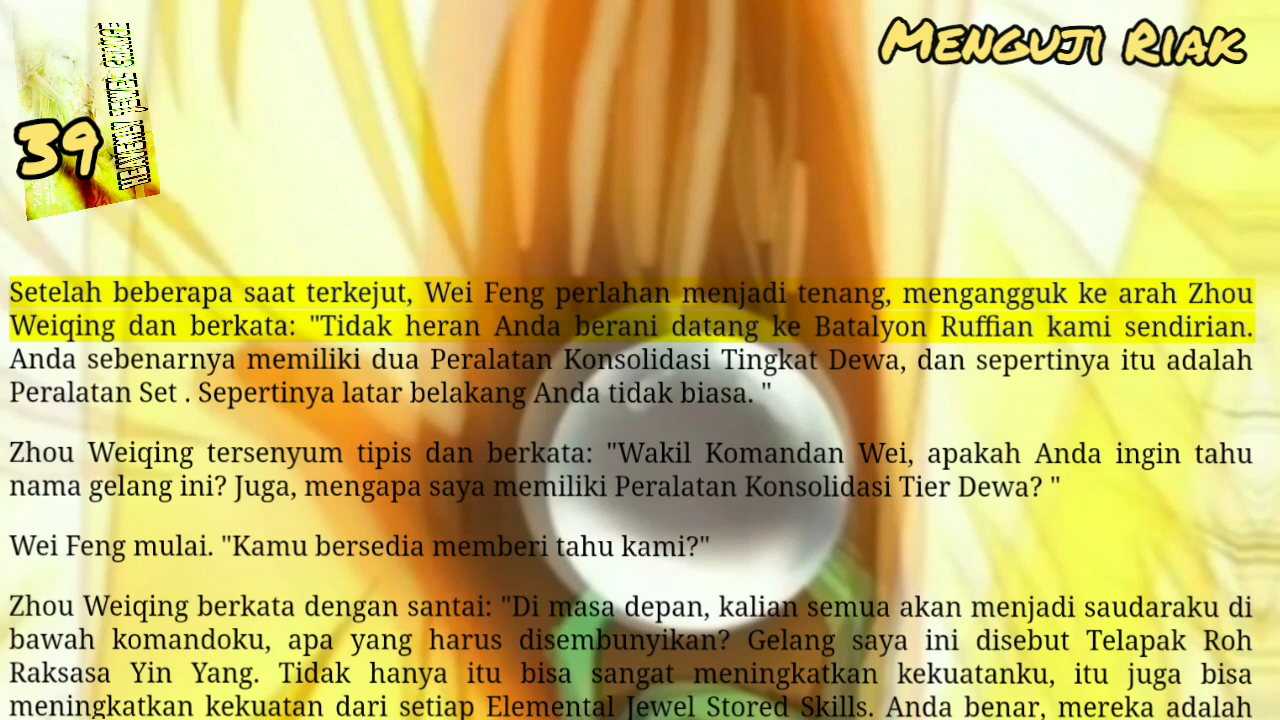 Menguji Riak
39
HEAVENLY JEWEL CHANGE
Setelah beberapa saat terkejut, Wei Feng perlahan menjadi tenang, mengangguk ke arah Zhou
Weiqing dan berkata: "Tidak heran Anda berani datang ke Batalyon Ruffian kami sendirian.
Anda sebenarnya memiliki dua Peralatan Konsolidasi Tingkat Dewa, dan sepertinya itu adalah
Peralatan Set . Sepertinya latar belakang Anda tidak biasa. "
Zhou Weiqing tersenyum tipis dan berkata: "Wakil Komandan Wei, apakah Anda ingin tahu
nama gelang ini? Juga, mengapa saya memiliki Peralatan Konsolidasi Tier Dewa? "
Wei Feng mulai. "Kamu bersedia memberi tahu kami?"
Zhou Weiqing berkata dengan santai: "Di masa depan, kalian semua akan menjadi saudaraku di
bawah komandoku, apa yang harus disembunyikan? Gelang saya ini disebut Telapak Roh
Raksasa Yin Yang. Tidak hanya itu bisa sangat meningkatkan kekuatanku, itu juga bisa
meningkatkan kekuatan dari setiap Elemental Jewel Stored Skills. Anda benar, mereka adalah